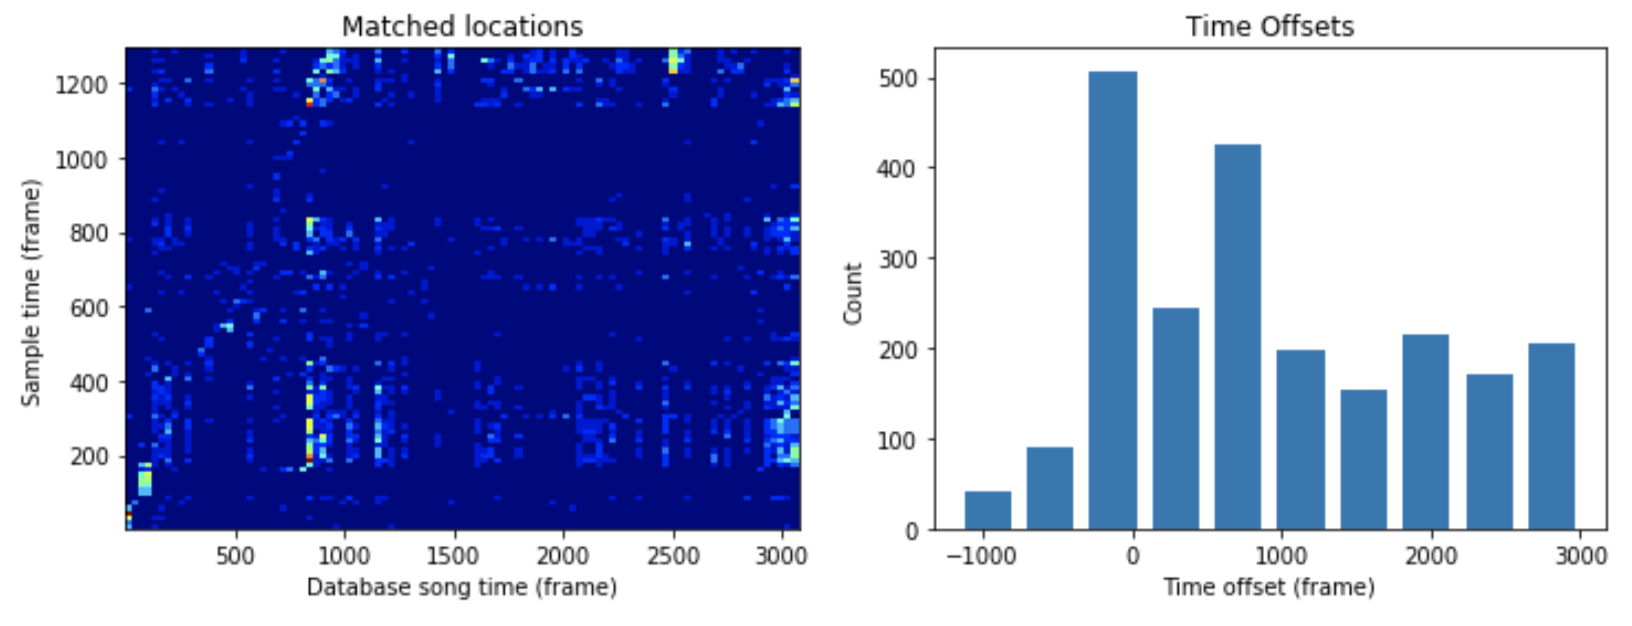 Matched locations
Sample time (frame)
1200
1000
800
600
400
200
500 1000 1500 2000 2500 3000
Database song time (frame)
Time Offsets
Count
500
400
300
200
100
0
−1000 0 1000 2000 3000
Time offset (frame)